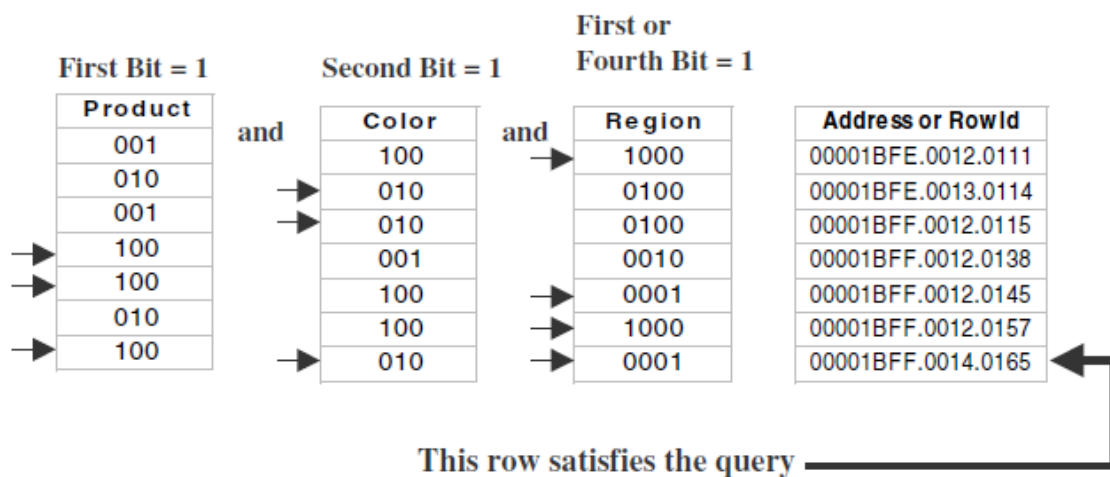 First or
Fourth Bit = 1
First Bit = 1
Second Bit = 1
Product
001
010
001
100
100
010
100
and
Color
100
010
010
001
100
100
010
and
Region
1000
0100
0100
0010
0001
1000
0001
Address or RowId
00001BFE.0012.0111
00001BFE.0013.0114
00001BFF.0012.0115
00001BFF.0012.0138
00001BFF.0012.0145
00001BFF.0012.0157
00001BFF.0014.0165
This row satisfies the query